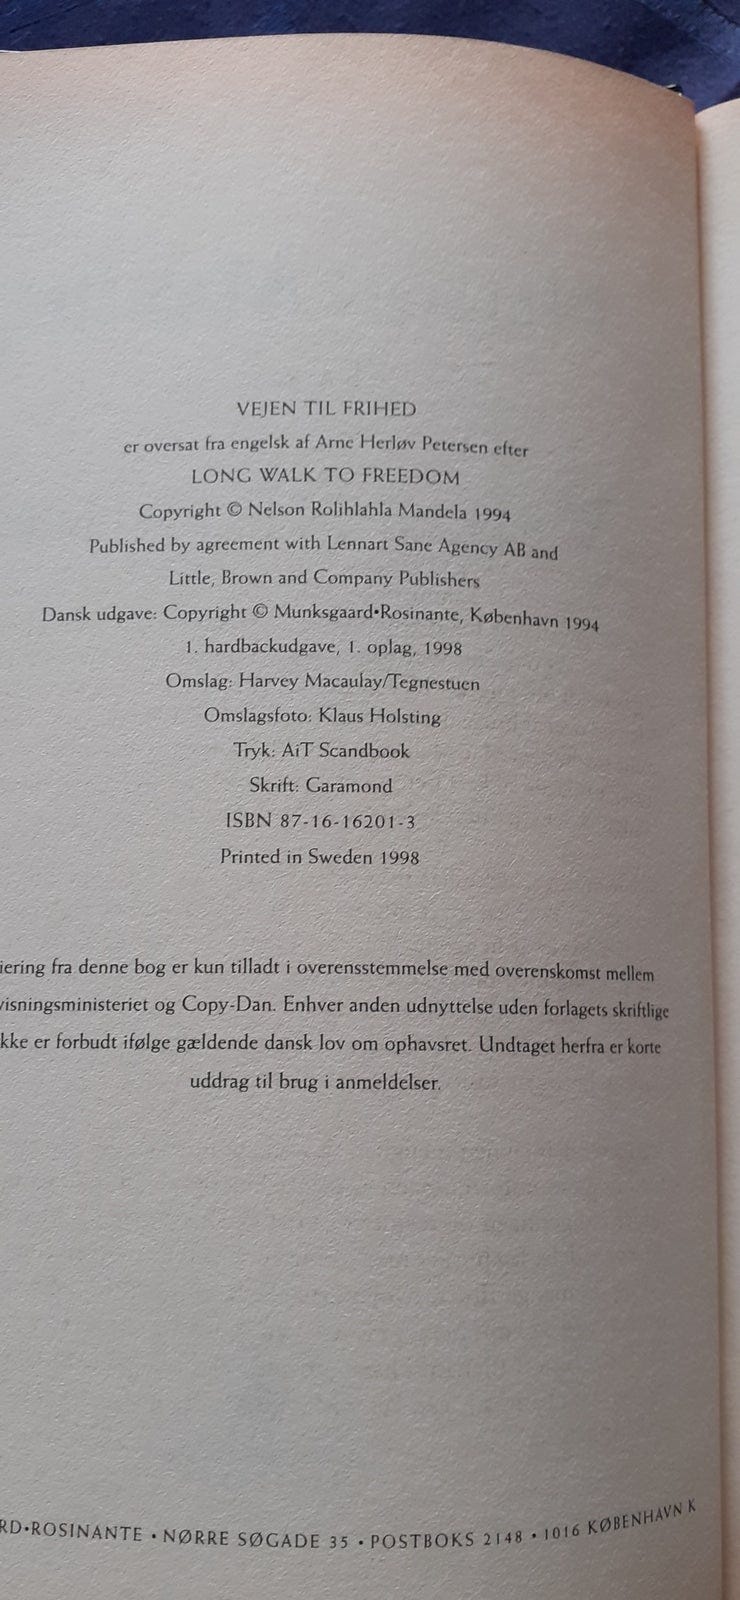 VEJEN TIL FRIHED
er oversat fra engelsk af Arne Herløv Petersen efter
LONG WALK TO FREEDOM
Copyright © Nelson Rolihlahla Mandela 1994
Published by agreement with Lennart Sane Agency AB and
Little, Brown and Company Publishers
Dansk udgave: Copyright © Munksgaard•Rosinante, København 1994
1. hardbackudgave, 1. oplag, 1998
Omslag: Harvey Macaulay/Tegnestuen
Omslagsfoto: Klaus Holsting
Tryk: AiT Scandbook
Skrift: Garamond
ISBN 87-16-16201-3
Printed in Sweden 1998
iering fra denne bog er kun tilladt i overensstemmelse med overenskomst mellem
visningsministeriet og Copy-Dan. Enhver anden udnyttelse uden forlagets skriftlige
kke er forbudt ifølge gældende dansk lov om ophavsret. Undtaget herfra er korte
uddrag til brug i anmeldelser.
RD•ROSINANTE • NØRRE SØGADE 35 • POSTBOKS 2148 • 1016 KØBENHAVN K